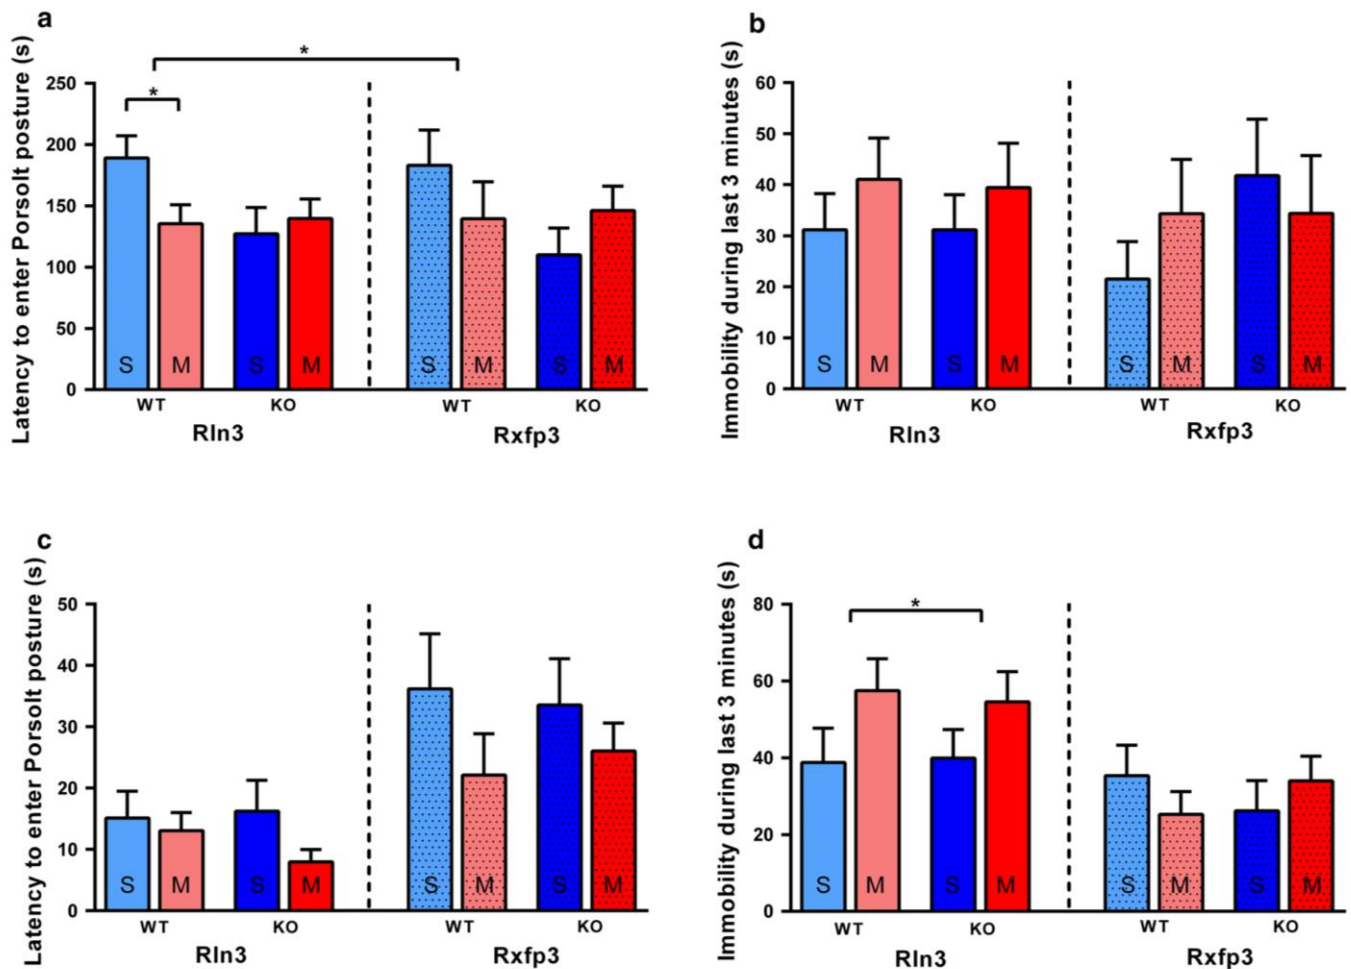 a
Latency to enter Porsolt posture (s)
250
200
150
100
50
0
*
*
S
M
S
M
S
M
S
M
WT
KO
WT
KO
Rln3
Rxfp3
b
Immobility during last 3 minutes (s)
60
50
40
30
20
10
0
S
M
S
M
S
M
S
M
WT
KO
WT
KO
Rln3
Rxfp3
c
Latency to enter Porsolt posture (s)
50
40
30
20
10
0
S
M
S
M
S
M
S
M
WT
KO
WT
KO
Rln3
Rxfp3
d
Immobility during last 3 minutes (s)
80
60
40
20
0
*
S
M
S
M
S
M
S
M
WT
KO
WT
KO
Rln3
Rxfp3